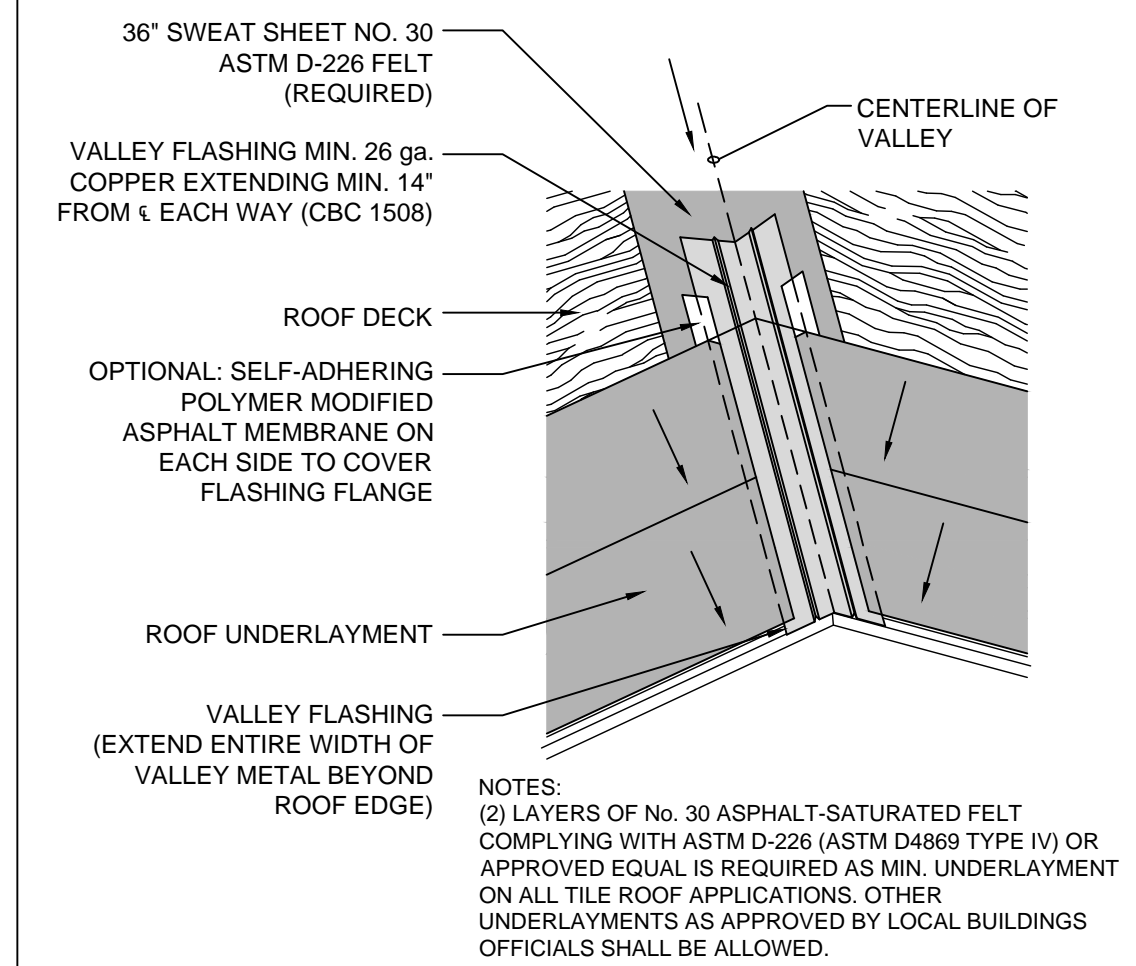 36" SWEAT SHEET NO. 30
ASTM D-226 FELT
(REQUIRED)
CENTERLINE OF
VALLEY
VALLEY FLASHING MIN. 26 ga.
COPPER EXTENDING MIN. 14"
FROM ℄ EACH WAY (CBC 1508)
ROOF DECK
OPTIONAL: SELF-ADHERING
POLYMER MODIFIED
ASPHALT MEMBRANE ON
EACH SIDE TO COVER
FLASHING FLANGE
ROOF UNDERLAYMENT
VALLEY FLASHING
(EXTEND ENTIRE WIDTH OF
VALLEY METAL BEYOND
ROOF EDGE)
NOTES:
(2) LAYERS OF No. 30 ASPHALT-SATURATED FELT
COMPLYING WITH ASTM D-226 (ASTM D4869 TYPE IV) OR
APPROVED EQUAL IS REQUIRED AS MIN. UNDERLAYMENT
ON ALL TILE ROOF APPLICATIONS. OTHER
UNDERLAYMENTS AS APPROVED BY LOCAL BUILDINGS
OFFICIALS SHALL BE ALLOWED.